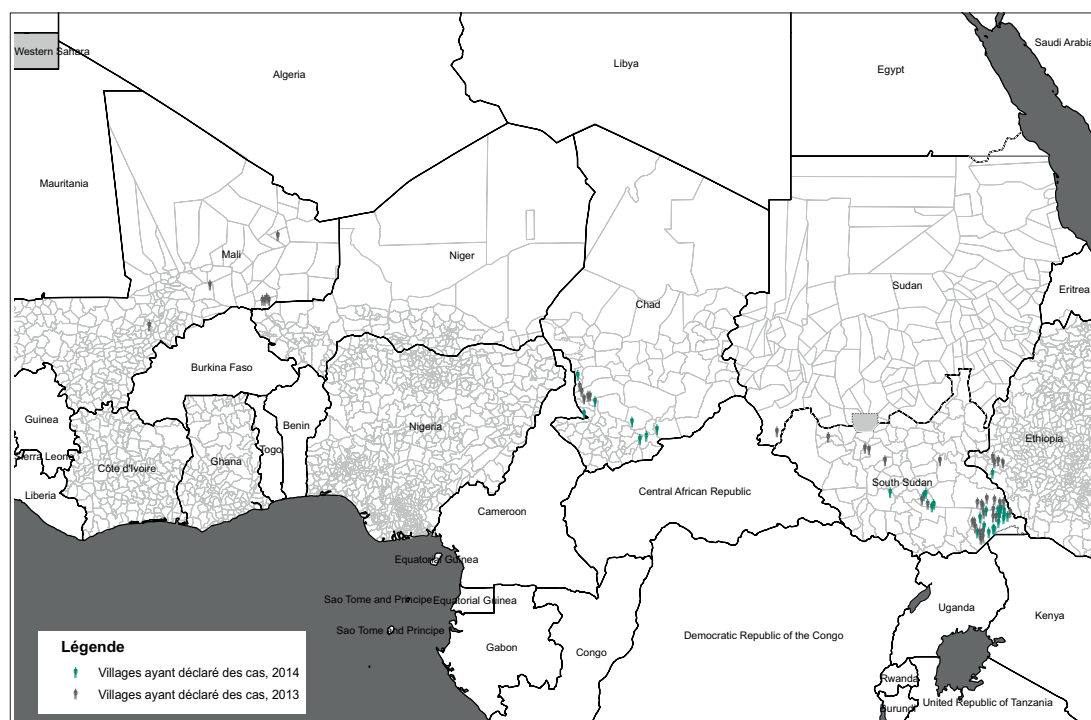 Western Sahara
Algeria
Libya
Egypt
Saudi Arabia
Mauritania
Mali
Niger
Chad
Sudan
Eritrea
Burkina Faso
Guinea
Sierra Leone
Liberia
Côte d'Ivoire
Ghana
Togo
Benin
Nigeria
Cameroon
Central African Republic
South Sudan
Ethiopia
Equatorial Guinea
Sao Tome and Principe
Equatorial Guinea
Sao Tome and Principe
Gabon
Congo
Democratic Republic of the Congo
Uganda
Kenya
Rwanda
Burundi
United Republic of Tanzania
Légende
Villages ayant déclaré des cas, 2014
Villages ayant déclaré des cas, 2013